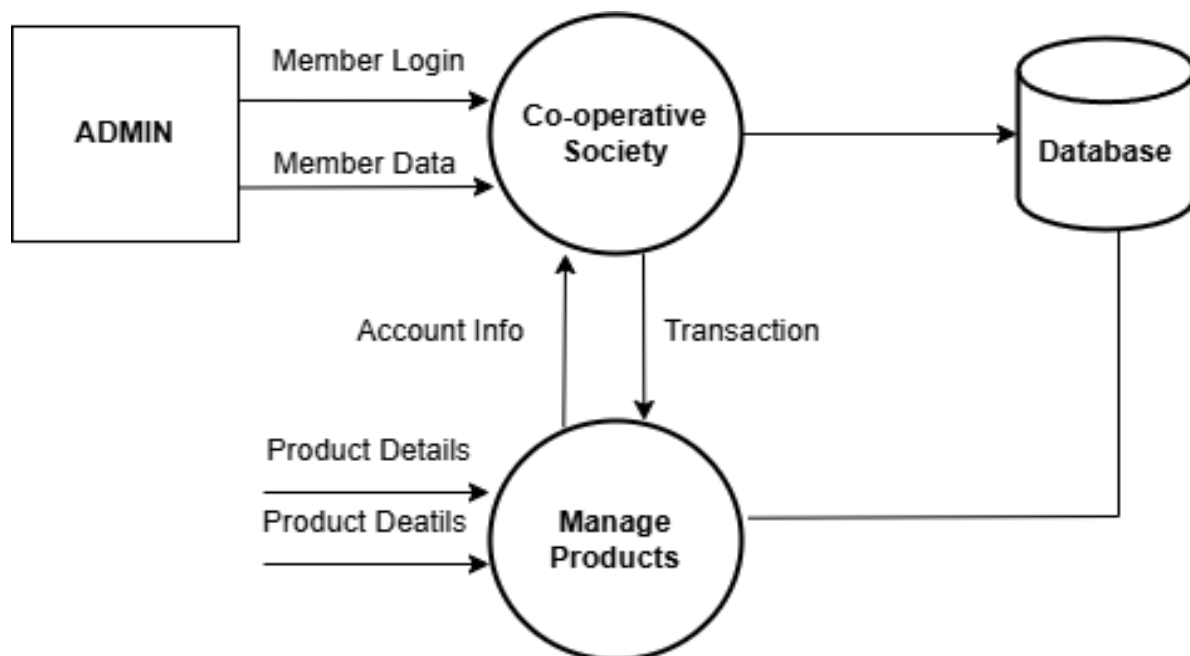 Member Login
ADMIN
Member Data
Co-operative
Society
Database
Account Info
Transaction
Product Details
Product Deatils
Manage
Products